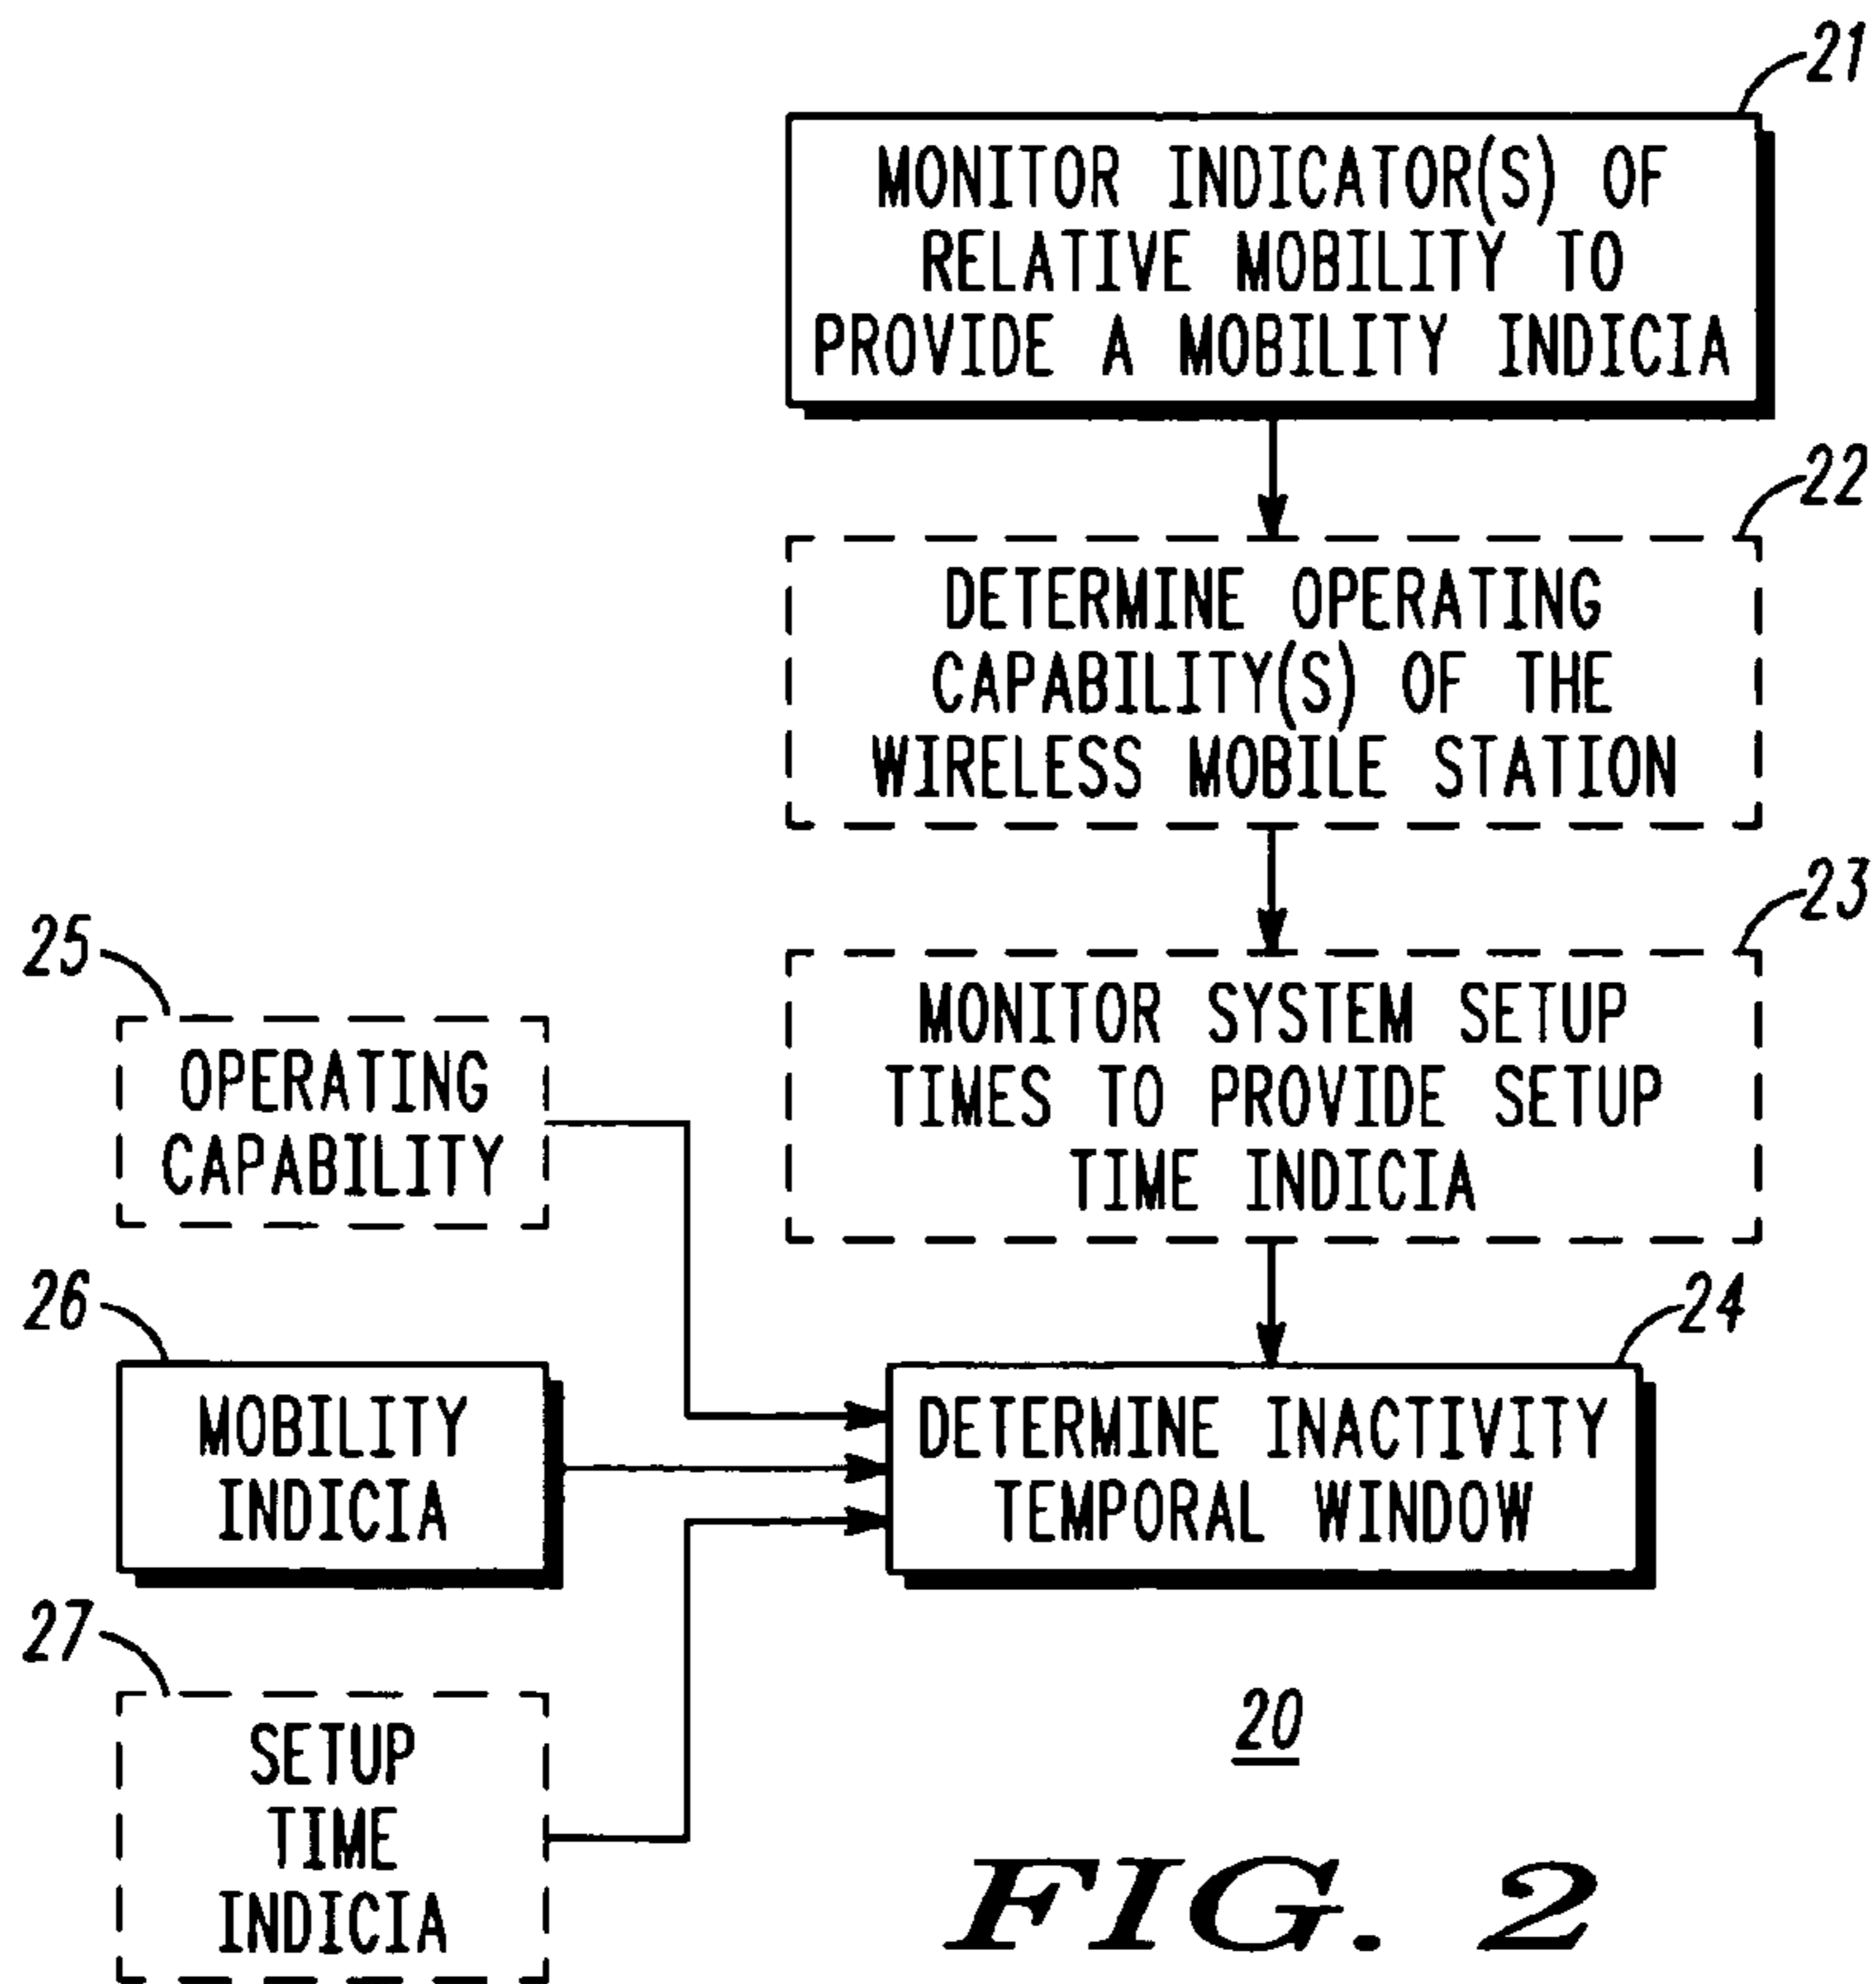 21
MONITOR INDICATOR(S) OF
RELATIVE MOBILITY TO
PROVIDE A MOBILITY INDICIA
22
DETERMINE OPERATING
CAPABILITY(S) OF THE
WIRELESS MOBILE STATION
23
MONITOR SYSTEM SETUP
TIMES TO PROVIDE SETUP
TIME INDICIA
25
OPERATING
CAPABILITY
26
MOBILITY
INDICIA
24
DETERMINE INACTIVITY
TEMPORAL WINDOW
27
SETUP
TIME
INDICIA
20
FIG. 2